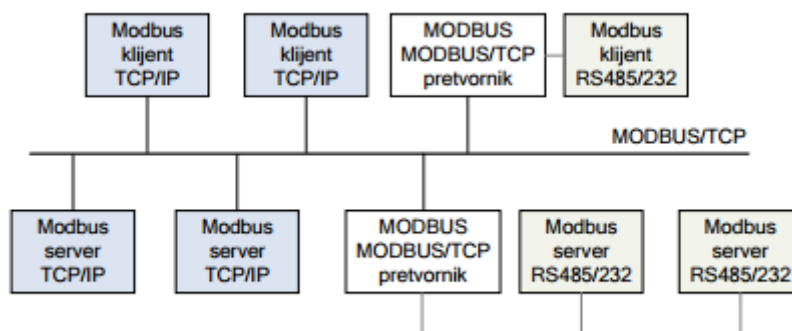 Modbus
klijent
TCP/IP
Modbus
klijent
TCP/IP
MODBUS
MODBUS/TCP
pretvornik
Modbus
klijent
RS485/232
MODBUS/TCP
Modbus
server
TCP/IP
Modbus
server
TCP/IP
MODBUS
MODBUS/TCP
pretvornik
Modbus
server
RS485/232
Modbus
server
RS485/232